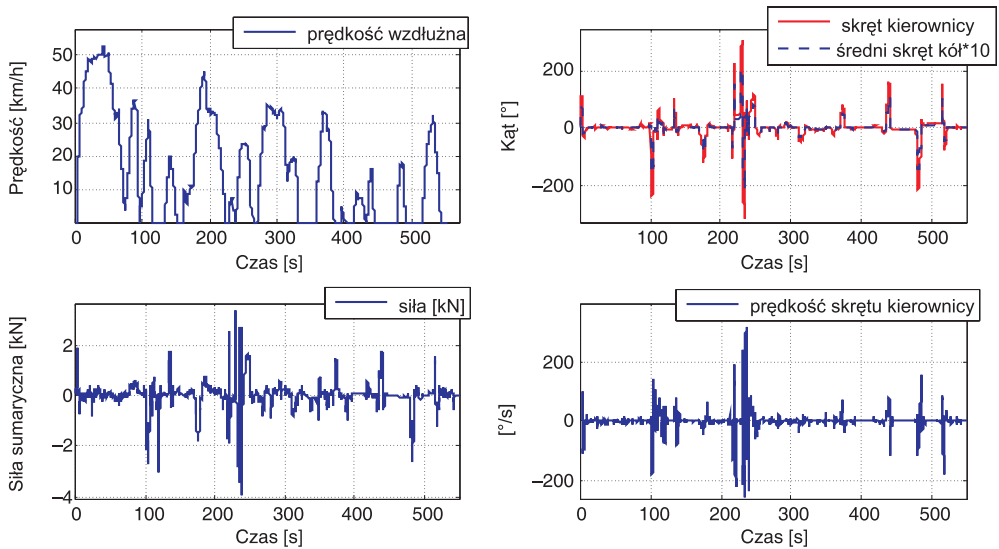 prędkość wzdłużna
Prędkość [km/h]
50
40
30
20
10
0
100
200
300
400
500
Czas [s]
skręt kierownicy
średni skręt kół*10
Kąt [°]
200
0
−200
100
200
300
400
500
Czas [s]
siła [kN]
Siła sumaryczna [kN]
2
0
−2
−4
0
100
200
300
400
500
Czas [s]
prędkość skrętu kierownicy
[°/s]
200
0
−200
100
200
300
400
500
Czas [s]